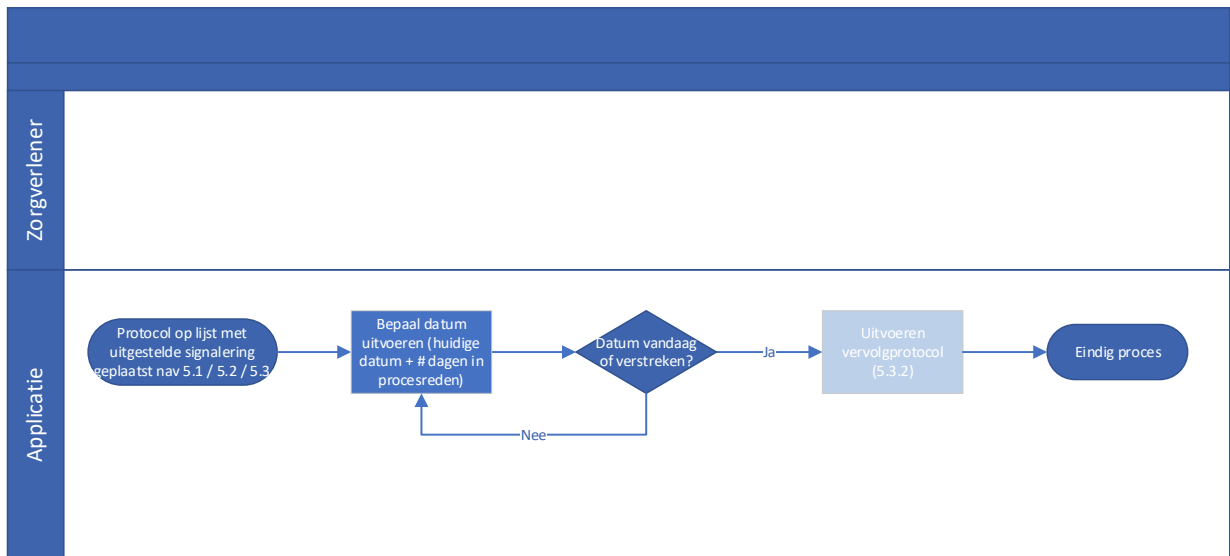 Zorgverlener
Applicatie
Protocol op lijst met
uitgestelde signalering
geplaatst nav 5.1 / 5.2 / 5.3
Bepaal datum
uitvoeren (huidige
datum + # dagen in
procesreden)
Datum vandaag
of verstreken?
Ja
Nee
Uitvoeren
vervolgprotocol
(5.3.2)
Eindig proces